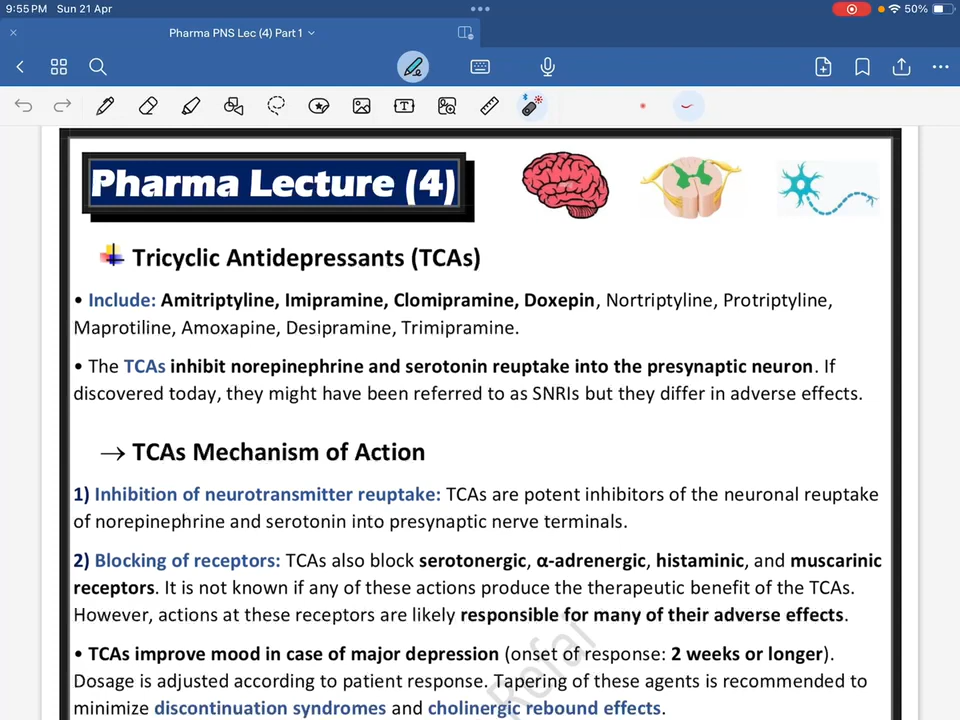 9:55 PM Sun 21 Apr
50%
Pharma PNS Lec (4) Part 1
Pharma Lecture (4)
Tricyclic Antidepressants (TCAs)
• Include: Amitriptyline, Imipramine, Clomipramine, Doxepin, Nortriptyline, Protriptyline,
Maprotiline, Amoxapine, Desipramine, Trimipramine.
• The TCAs inhibit norepinephrine and serotonin reuptake into the presynaptic neuron. If
discovered today, they might have been referred to as SNRIs but they differ in adverse effects.
→ TCAs Mechanism of Action
1) Inhibition of neurotransmitter reuptake: TCAs are potent inhibitors of the neuronal reuptake
of norepinephrine and serotonin into presynaptic nerve terminals.
2) Blocking of receptors: TCAs also block serotonergic, α-adrenergic, histaminic, and muscarinic
receptors. It is not known if any of these actions produce the therapeutic benefit of the TCAs.
However, actions at these receptors are likely responsible for many of their adverse effects.
• TCAs improve mood in case of major depression (onset of response: 2 weeks or longer).
Dosage is adjusted according to patient response. Tapering of these agents is recommended to
minimize discontinuation syndromes and cholinergic rebound effects.
Refal